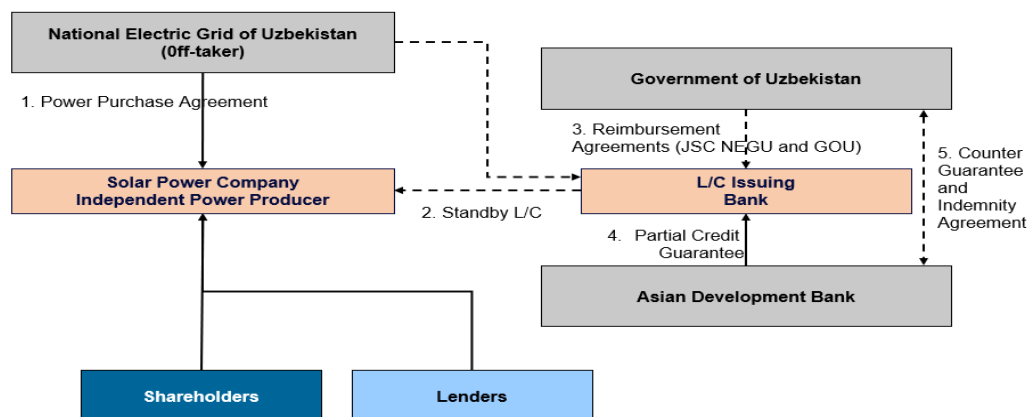 National Electric Grid of Uzbekistan
(0ff-taker)
Government of Uzbekistan
1. Power Purchase Agreement
3. Reimbursement
Agreements (JSC NEGU and GOU)
5. Counter
Guarantee
and
Indemnity
Agreement
Solar Power Company
Independent Power Producer
L/C Issuing
Bank
2. Standby L/C
4. Partial Credit
Guarantee
Asian Development Bank
Shareholders
Lenders